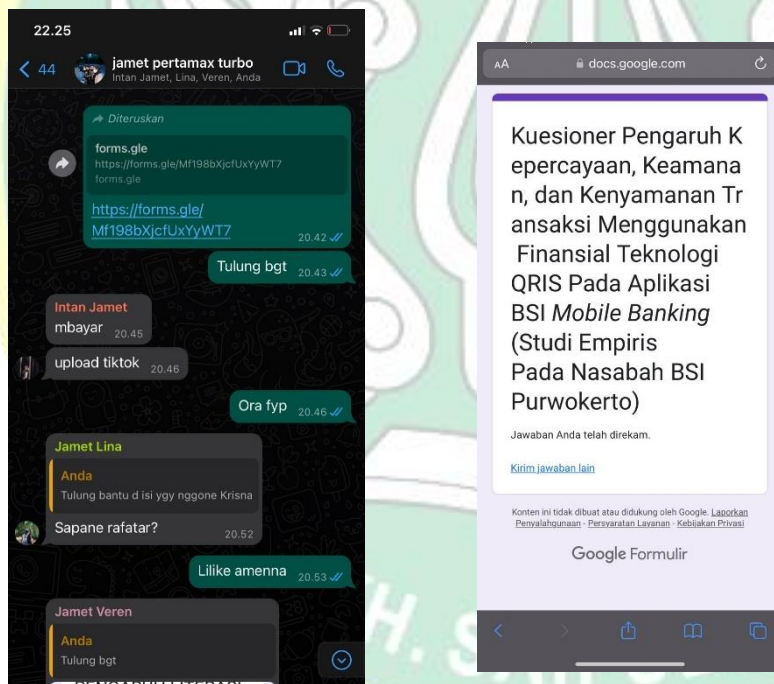 22.25
44
jamet pertamax turbo
Intan Jamet, Lina, Veren, Anda
Diteruskan
forms.gle
https://forms.gle/Mf198bXjcfUxYyWT7
forms.gle
https://forms.gle/
Mf198bXjcfUxYyWT7
20.42
Tulung bgt 20.43
Intan Jamet
mbayar 20.45
upload tiktok 20.46
Ora fyp 20.46
Jamet Lina
Anda
Tulung bantu d isi ygy nggone Krisna
Sapane rafatar? 20.52
Lilike amenna 20.53
Jamet Veren
Anda
Tulung bgt
AA docs.google.com
Kuesioner Pengaruh K
epercayaan, Keamana
n, dan Kenyamanan Tr
ansaksi Menggunakan
Finansial Teknologi
QRIS Pada Aplikasi
BSI Mobile Banking
(Studi Empiris
Pada Nasabah BSI
Purwokerto)
Jawaban Anda telah direkam.
Kirim jawaban lain
Konten ini tidak dibuat atau didukung oleh Google. Laporkan
Penyalahgunaan - Persyaratan Layanan - Kebijakan Privasi
Google Formulir
H. S